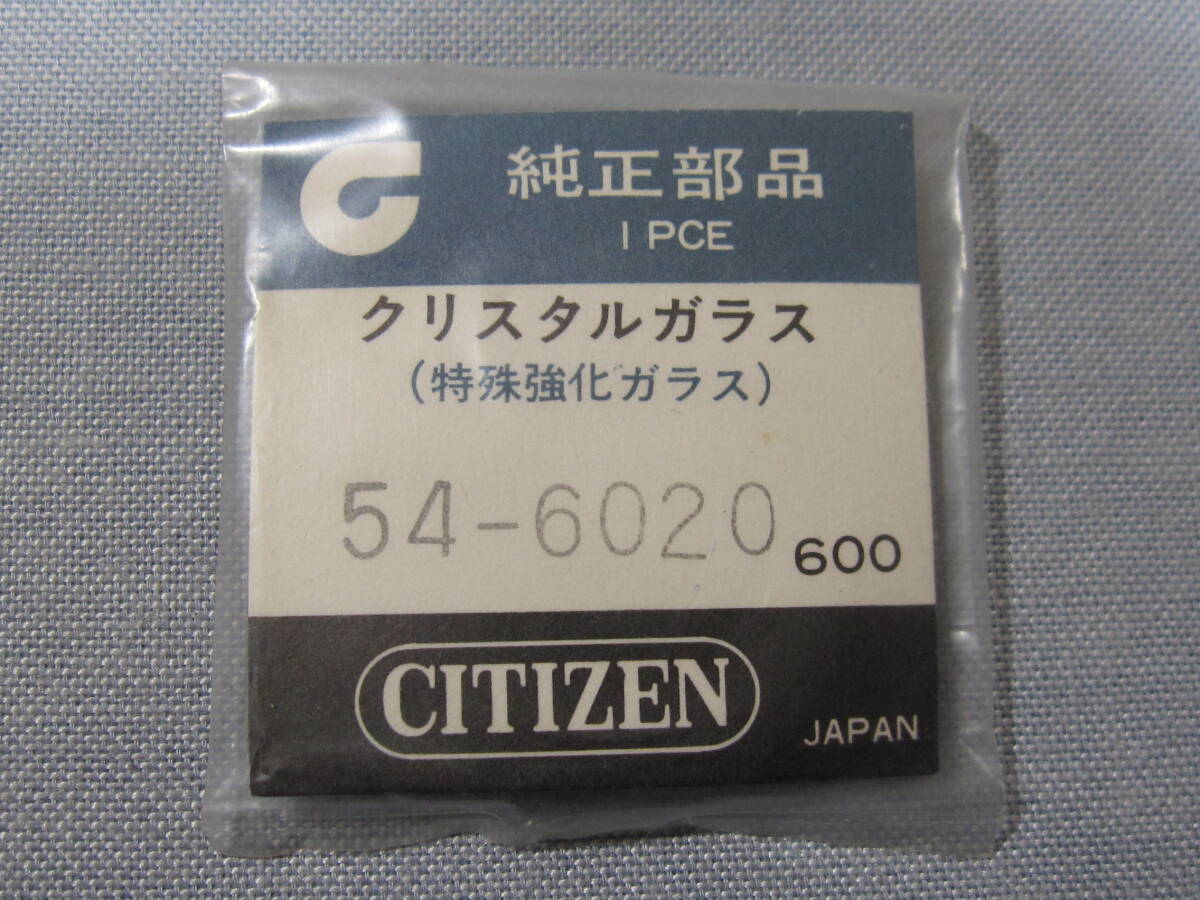 純正部品
1 PCE
クリスタルガラス
(特殊強化ガラス)
54-6020 600
CITIZEN
JAPAN